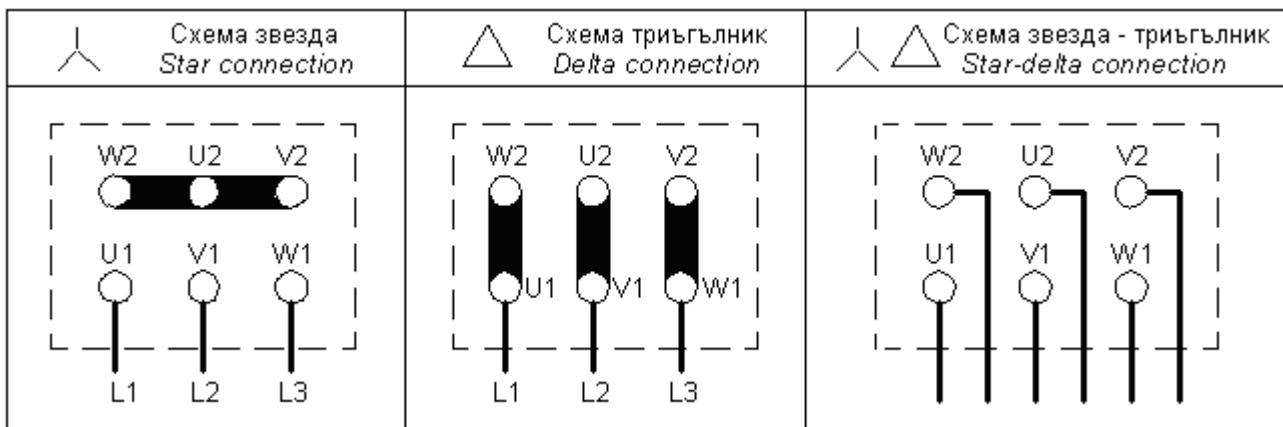 Схема звезда
Star connection
Схема триъгълник
Delta connection
Схема звезда - триъгълник
Star-delta connection
W2 U2 V2
U1 V1 W1
L1 L2 L3
W2 U2 V2
U1 V1 W1
L1 L2 L3
W2 U2 V2
U1 V1 W1